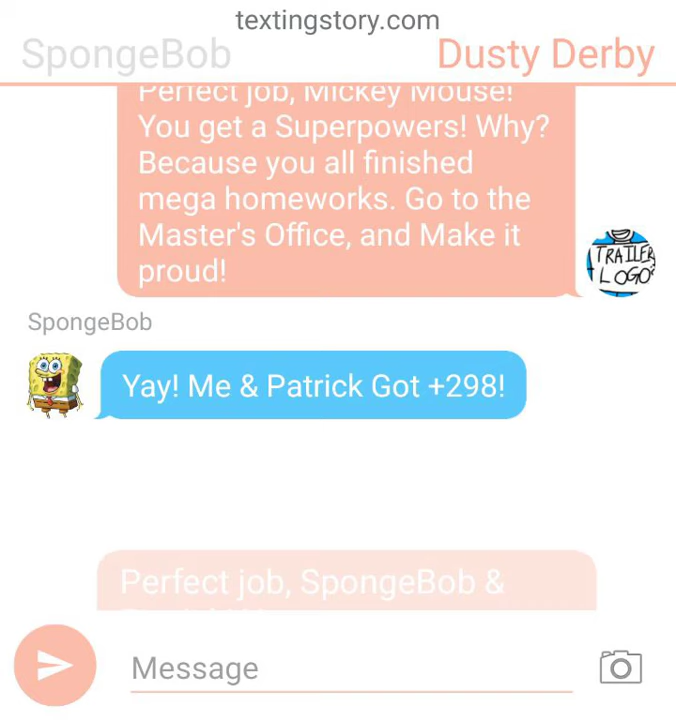 textingstory.com
SpongeBob Dusty Derby
Perfect job, Mickey Mouse!
You get a Superpowers! Why?
Because you all finished
mega homeworks. Go to the
Master's Office, and Make it
proud!
TRAILER
LOGO
SpongeBob
Yay! Me & Patrick Got +298!
Perfect job, SpongeBob &
Message